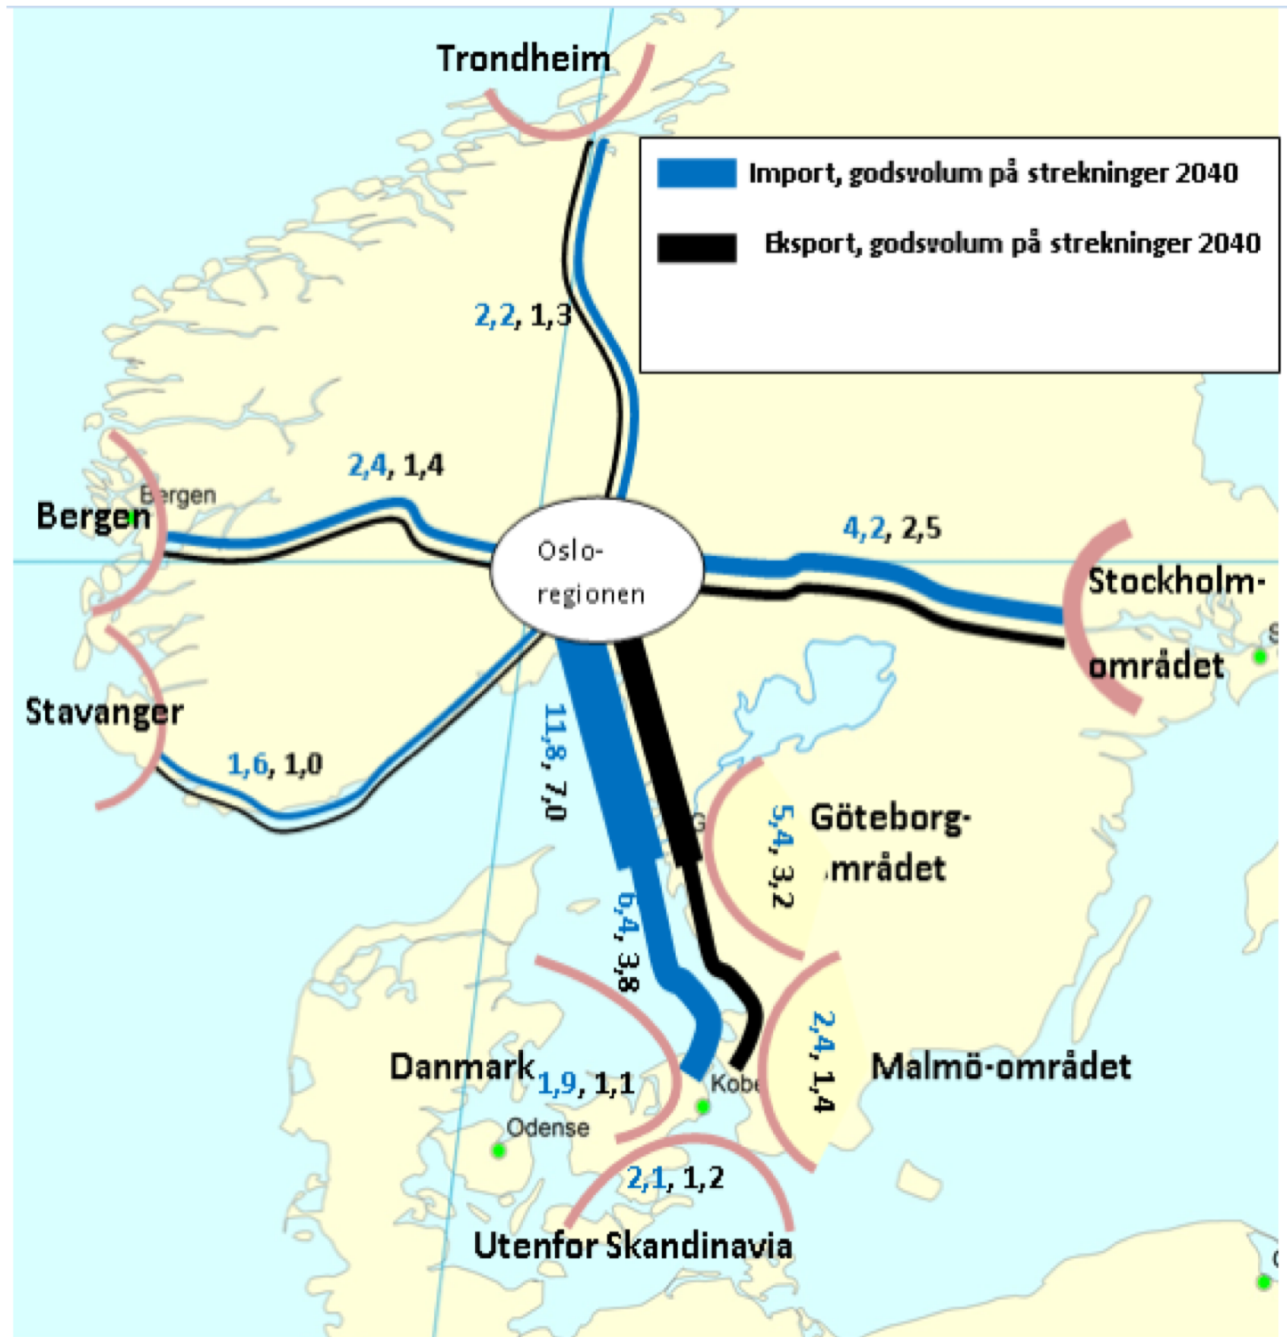 Trondheim
Import, godsvolum på strekninger 2040
Eksport, godsvolum på strekninger 2040
2,2, 1,3
2,4, 1,4
Bergen
Bergen
4,2, 2,5
Oslo-
regionen
Stockholm-
området
S
Stavanger
1,6, 1,0
11,8, 7,0
G
5,4, 3,2
Göteborg-
mrådet
6,4, 3,8
2,4, 1,4
Malmö-området
Danmark
1,9, 1,1
Kobe
Odense
2,1, 1,2
Utenfor Skandinavia